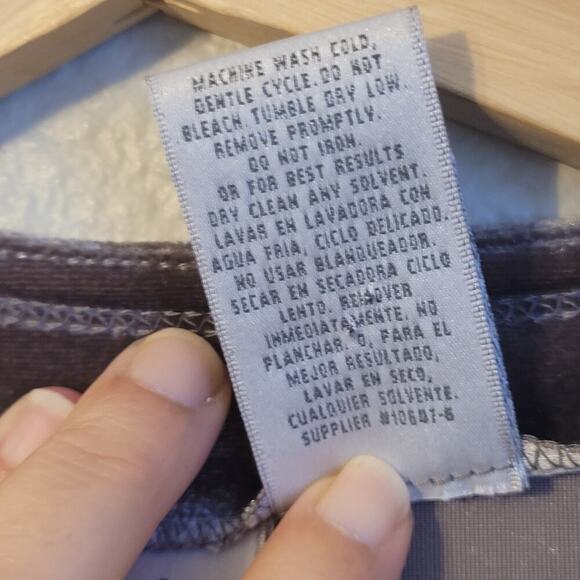 MACHINE WASH COLD,
GENTLE CYCLE. DO NOT
BLEACH. TUMBLE DRY LOW.
REMOVE PROMPTLY.
DO NOT IRON.
OR FOR BEST RESULTS
DRY CLEAN ANY SOLVENT.
LAVAR EN LAVADORA CON
AGUA FRIA, CICLO DELICADO.
NO USAR BLANQUEADOR.
SECAR EN SECADORA CICLO
LENTO. REMOVER
INMEDIATAMENTE, NO
PLANCHAR. O, PARA EL
MEJOR RESULTADO,
LAVAR EN SECO,
CUALQUIER SOLVENTE.
SUPPLIER #10647-6